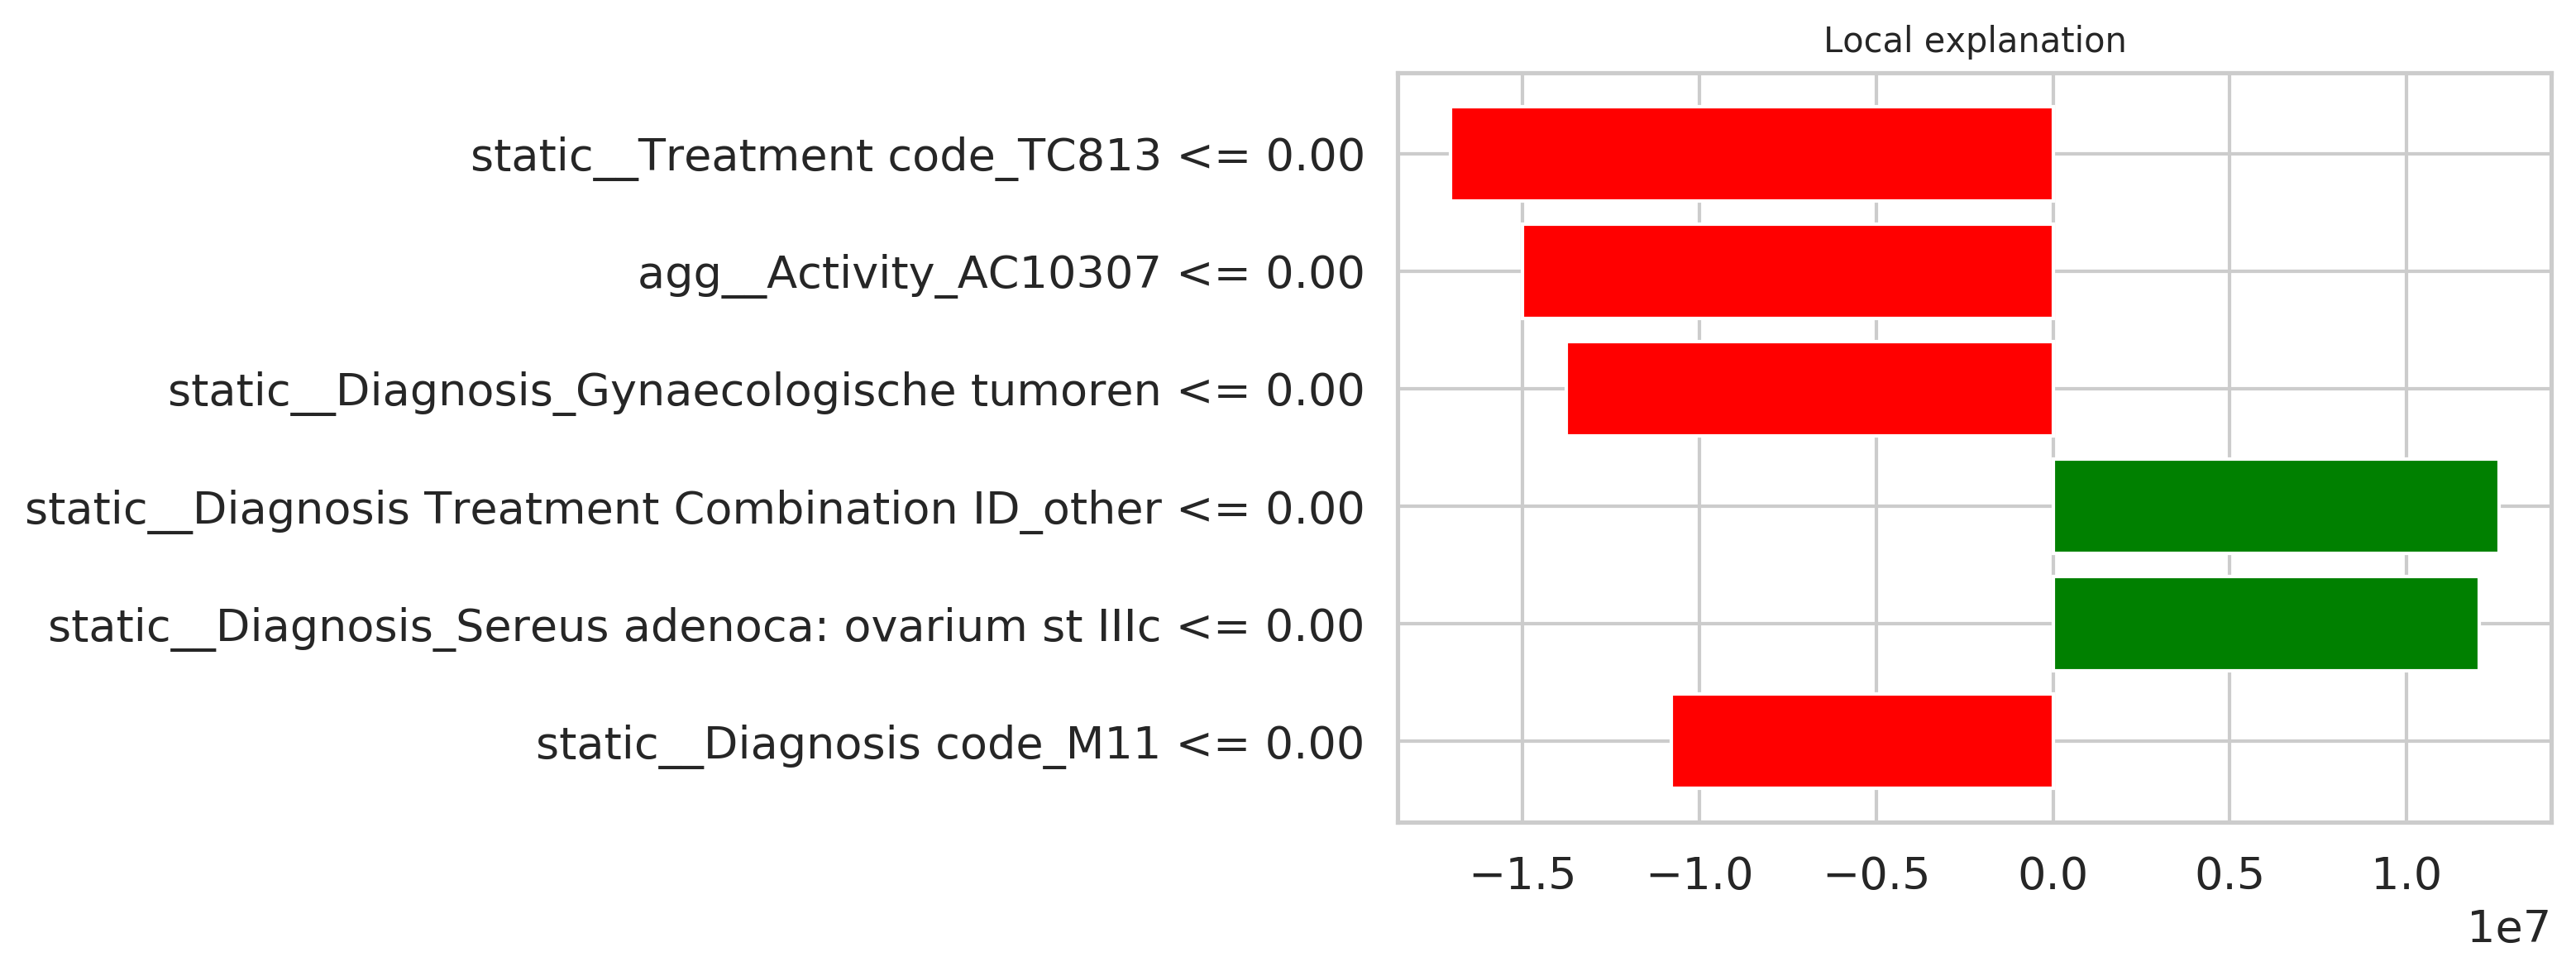 Local explanation
static__Treatment code_TC813 <= 0.00
agg__Activity_AC10307 <= 0.00
static__Diagnosis_Gynaecologische tumoren <= 0.00
static__Diagnosis Treatment Combination ID_other <= 0.00
static__Diagnosis_Sereus adenoca: ovarium st IIIc <= 0.00
static__Diagnosis code_M11 <= 0.00
−1.5 −1.0 −0.5 0.0 0.5 1.0
1e7